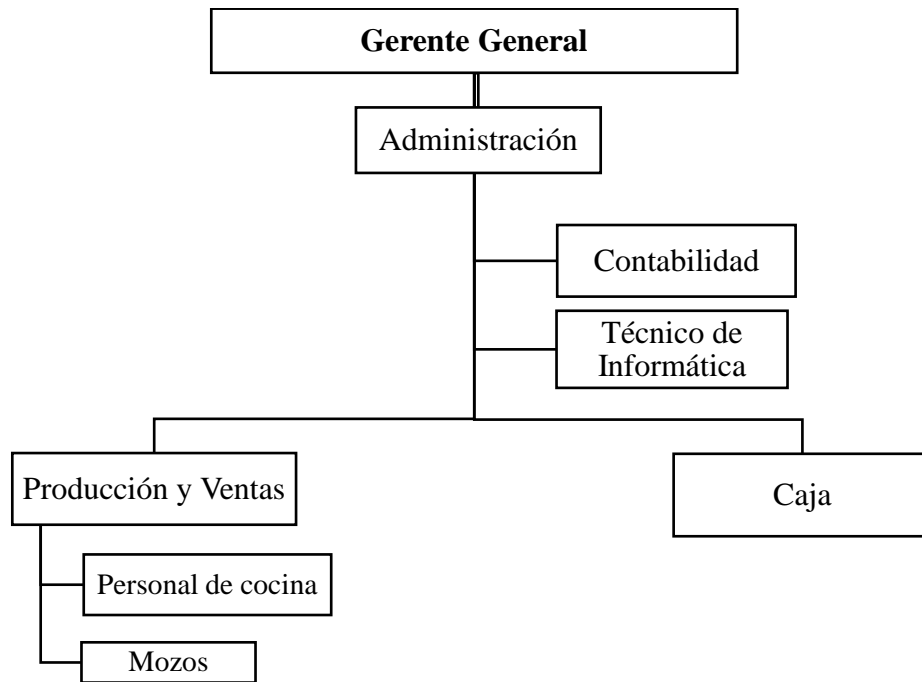 Gerente General
Administración
Contabilidad
Técnico de
Informática
Producción y Ventas
Caja
Personal de cocina
Mozos